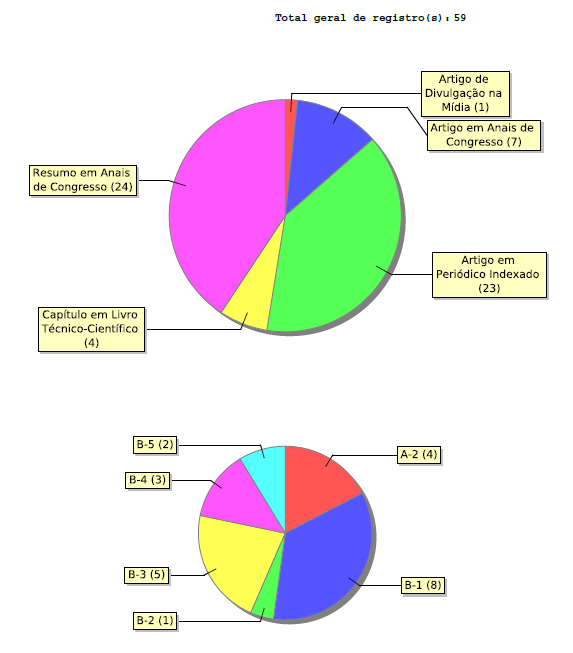 Total geral de registro(s): 59
Artigo de
Divulgação na
Mídia (1)
Artigo em Anais de
Congresso (7)
Resumo em Anais
de Congresso (24)
Artigo em
Periódico Indexado
(23)
Capítulo em Livro
Técnico-Científico
(4)
B-5 (2)
A-2 (4)
B-4 (3)
B-3 (5)
B-1 (8)
B-2 (1)